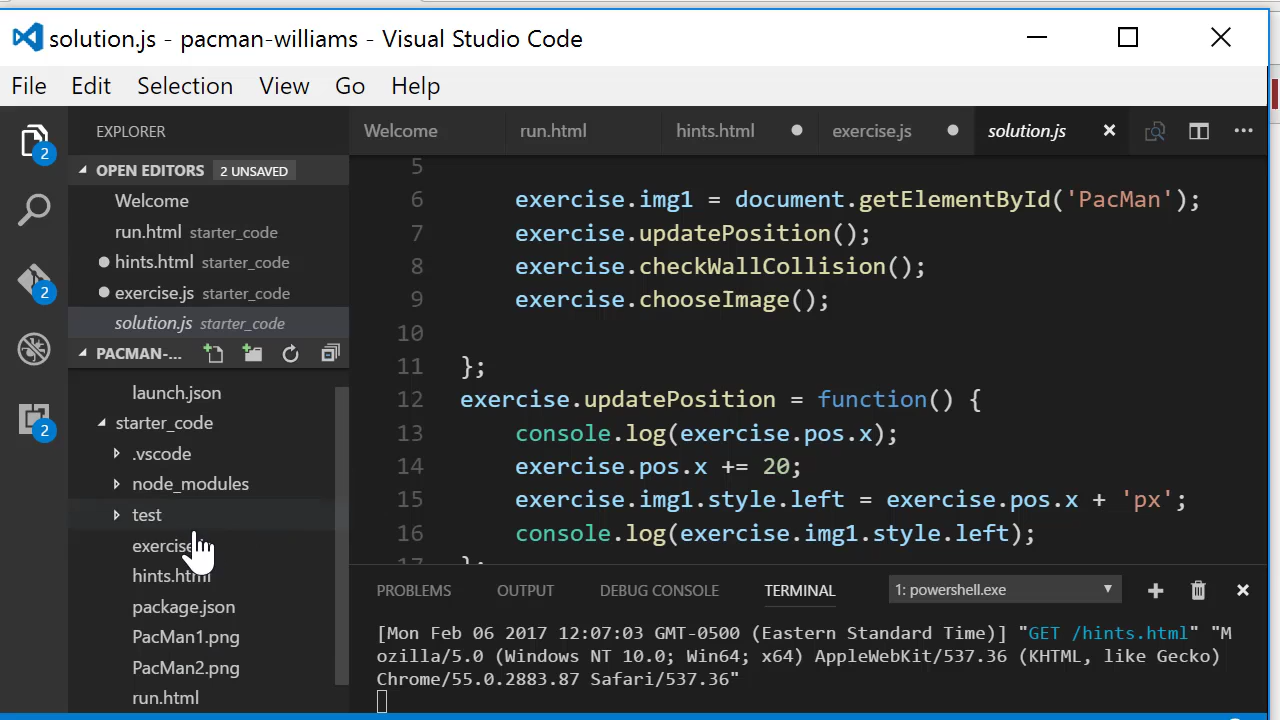 solution.js - pacman-williams - Visual Studio Code
File Edit Selection View Go Help
EXPLORER
Welcome run.html hints.html exercise.js solution.js
2
OPEN EDITORS 2 UNSAVED
Welcome
run.html starter_code
hints.html starter_code
2
exercise.js starter_code
solution.js starter_code
PACMAN-...
launch.json
starter_code
2
.vscode
node_modules
test
exercise
hints.html
package.json
PacMan1.png
PacMan2.png
run.html
5
6 exercise.img1 = document.getElementById('PacMan');
7 exercise.updatePosition();
8 exercise.checkWallCollision();
9 exercise.chooseImage();
10
11 };
12 exercise.updatePosition = function() {
13 console.log(exercise.pos.x);
14 exercise.pos.x += 20;
15 exercise.img1.style.left = exercise.pos.x + 'px';
16 console.log(exercise.img1.style.left);
17 };
PROBLEMS OUTPUT DEBUG CONSOLE TERMINAL 1: powershell.exe
[Mon Feb 06 2017 12:07:03 GMT-0500 (Eastern Standard Time)] "GET /hints.html" "M
ozilla/5.0 (Windows NT 10.0; Win64; x64) AppleWebKit/537.36 (KHTML, like Gecko)
Chrome/55.0.2883.87 Safari/537.36"